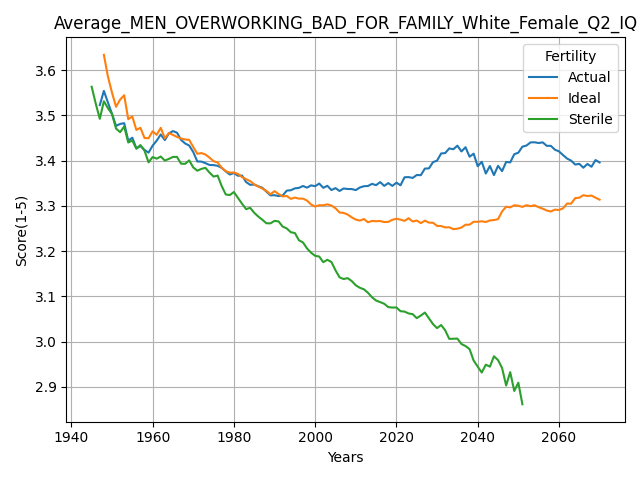 Average_MEN_OVERWORKING_BAD_FOR_FAMILY_White_Female_Q2_IQ
Fertility
Actual
Ideal
Sterile
Score(1-5)
3.6
3.5
3.4
3.3
3.2
3.1
3.0
2.9
1940 1960 1980 2000 2020 2040 2060
Years